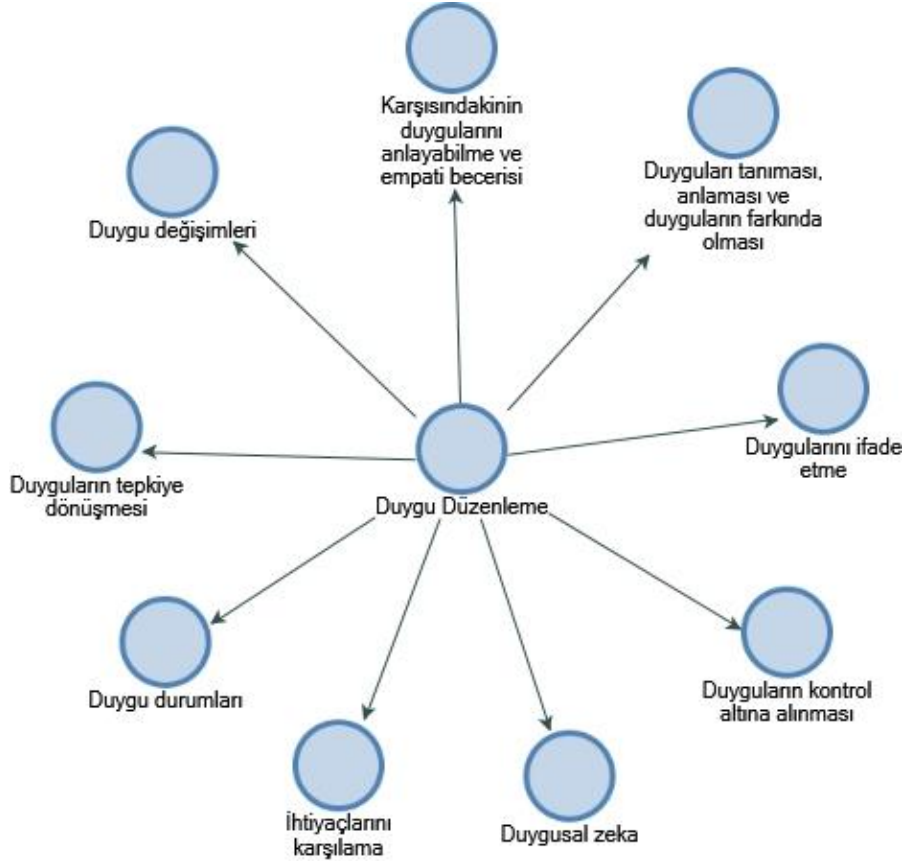 Karşısındakinin
duygularını
anlayabilme ve
empati becerisi
Duyguları tanıması,
anlaması ve
duyguların farkında
olması
Duygu değişimleri
Duygularını ifade
etme
Duyguların tepkiye
dönüşmesi
Duygu Düzenleme
Duygu durumları
Duyguların kontrol
altına alınması
İhtiyaçlarını
karşılama
Duygusal zeka